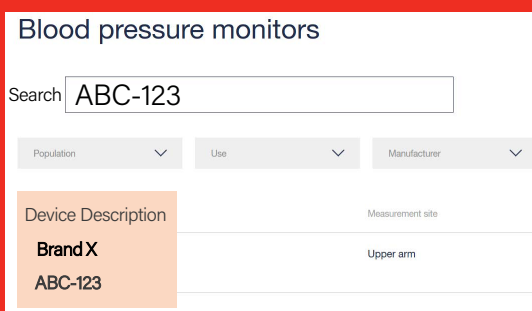 Blood pressure monitors
Search ABC-123
Population Use Manufacturer
Device Description Measurement site
Brand X Upper arm
ABC-123